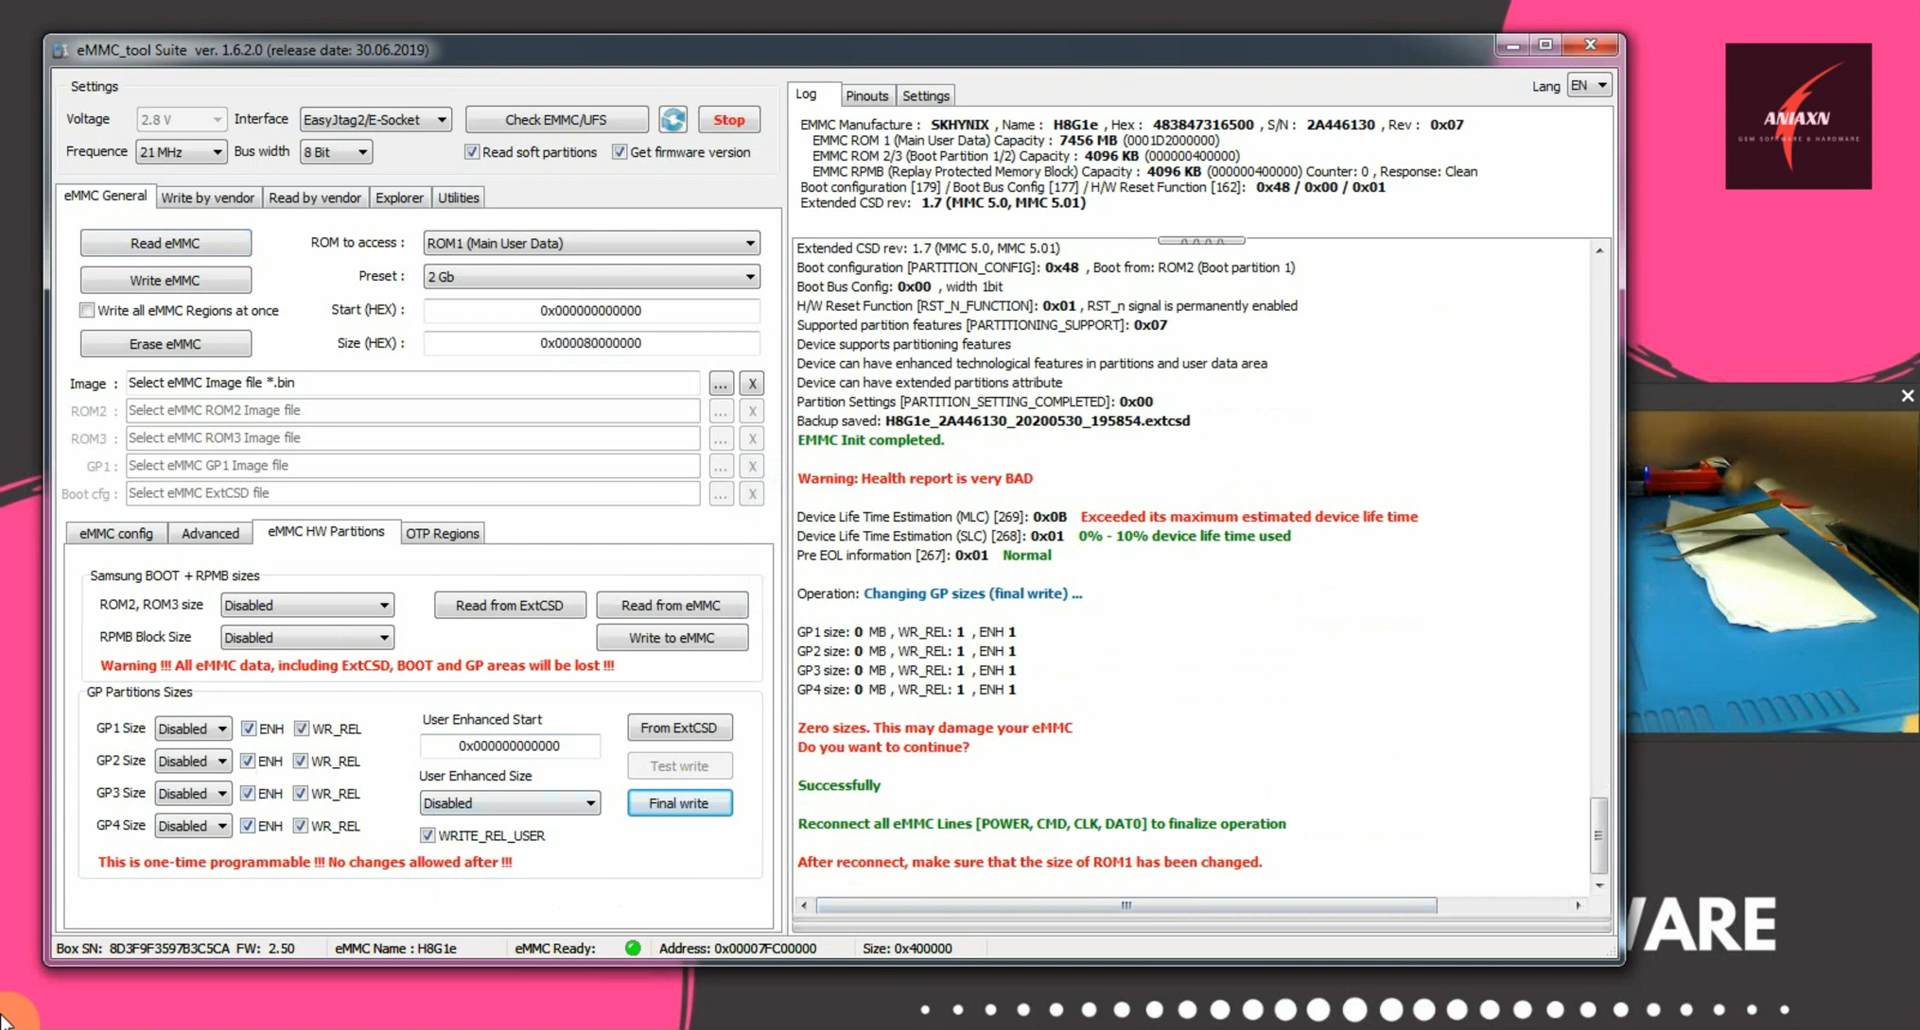 eMMC_tool Suite  ver. 1.6.2.0 (release date: 30.06.2019)
Settings
Voltage 2.8 V Interface EasyJtag2/E-Socket Check EMMC/UFS Stop
Frequence 21 MHz Bus width 8 Bit Read soft partitions Get firmware version
eMMC General Write by vendor Read by vendor Explorer Utilities
Read eMMC ROM to access : ROM1 (Main User Data)
Write eMMC Preset : 2 Gb
Write all eMMC Regions at once Start (HEX) : 0x000000000000
Erase eMMC Size (HEX) : 0x000080000000
Image : Select eMMC Image file *.bin ... X
ROM2 : Select eMMC ROM2 Image file ... X
ROM3 : Select eMMC ROM3 Image file ... X
GP1 : Select eMMC GP1 Image file ... X
Boot cfg : Select eMMC ExtCSD file ... X
eMMC config Advanced eMMC HW Partitions OTP Regions
Samsung BOOT + RPMB sizes
ROM2, ROM3 size Disabled Read from ExtCSD Read from eMMC
RPMB Block Size Disabled Write to eMMC
Warning !!! All eMMC data, including ExtCSD, BOOT and GP areas will be lost !!!
GP Partitions Sizes
GP1 Size Disabled ENH WR_REL
GP2 Size Disabled ENH WR_REL
GP3 Size Disabled ENH WR_REL
GP4 Size Disabled ENH WR_REL
User Enhanced Start
0x000000000000
User Enhanced Size
Disabled
WRITE_REL_USER
From ExtCSD
Test write
Final write
This is one-time programmable !!! No changes allowed after !!!
Log Pinouts Settings Lang EN
EMMC Manufacture : SKHYNIX , Name : H8G1e , Hex : 483847316500 , S/N : 2A446130 , Rev : 0x07
EMMC ROM 1 (Main User Data) Capacity : 7456 MB (0001D2000000)
EMMC ROM 2/3 (Boot Partition 1/2) Capacity : 4096 KB (000000400000)
EMMC RPMB (Replay Protected Memory Block) Capacity : 4096 KB (000000400000) Counter: 0 , Response: Clean
Boot configuration [179] / Boot Bus Config [177] / H/W Reset Function [162]: 0x48 / 0x00 / 0x01
Extended CSD rev: 1.7 (MMC 5.0, MMC 5.01)
Extended CSD rev: 1.7 (MMC 5.0, MMC 5.01)
Boot configuration [PARTITION_CONFIG]: 0x48 , Boot from: ROM2 (Boot partition 1)
Boot Bus Config: 0x00 , width 1bit
H/W Reset Function [RST_N_FUNCTION]: 0x01 , RST_n signal is permanently enabled
Supported partition features [PARTITIONING_SUPPORT]: 0x07
Device supports partitioning features
Device can have enhanced technological features in partitions and user data area
Device can have extended partitions attribute
Partition Settings [PARTITION_SETTING_COMPLETED]: 0x00
Backup saved: H8G1e_2A446130_20200530_195854.extcsd
EMMC Init completed.
Warning: Health report is very BAD
Device Life Time Estimation (MLC) [269]: 0x0B Exceeded its maximum estimated device life time
Device Life Time Estimation (SLC) [268]: 0x01 0% - 10% device life time used
Pre EOL information [267]: 0x01 Normal
Operation: Changing GP sizes (final write) ...
GP1 size: 0 MB , WR_REL: 1 , ENH 1
GP2 size: 0 MB , WR_REL: 1 , ENH 1
GP3 size: 0 MB , WR_REL: 1 , ENH 1
GP4 size: 0 MB , WR_REL: 1 , ENH 1
Zero sizes. This may damage your eMMC
Do you want to continue?
Successfully
Reconnect all eMMC Lines [POWER, CMD, CLK, DAT0] to finalize operation
After reconnect, make sure that the size of ROM1 has been changed.
Box SN: 8D3F9F3597B3C5CA FW: 2.50 eMMC Name : H8G1e eMMC Ready: Address: 0x00007FC00000 Size: 0x400000
ANIAXN
GSM SOFTWARE & HARDWARE
WARE